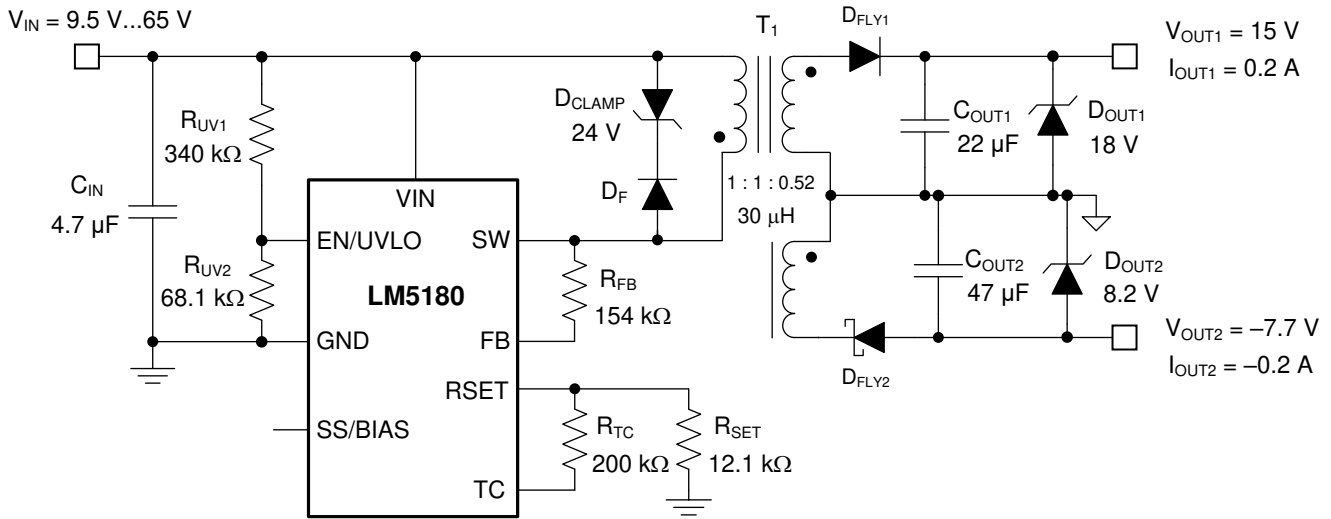 V_IN = 9.5 V...65 V
T_1
D_FLY1
V_OUT1 = 15 V
I_OUT1 = 0.2 A
R_UV1
340 kΩ
D_CLAMP
24 V
C_OUT1
22 µF
D_OUT1
18 V
C_IN
4.7 µF
VIN
D_F
1 : 1 : 0.52
30 µH
R_UV2
68.1 kΩ
EN/UVLO
SW
LM5180
R_FB
154 kΩ
C_OUT2
47 µF
D_OUT2
8.2 V
GND
FB
D_FLY2
V_OUT2 = –7.7 V
I_OUT2 = –0.2 A
RSET
SS/BIAS
R_TC
200 kΩ
R_SET
12.1 kΩ
TC